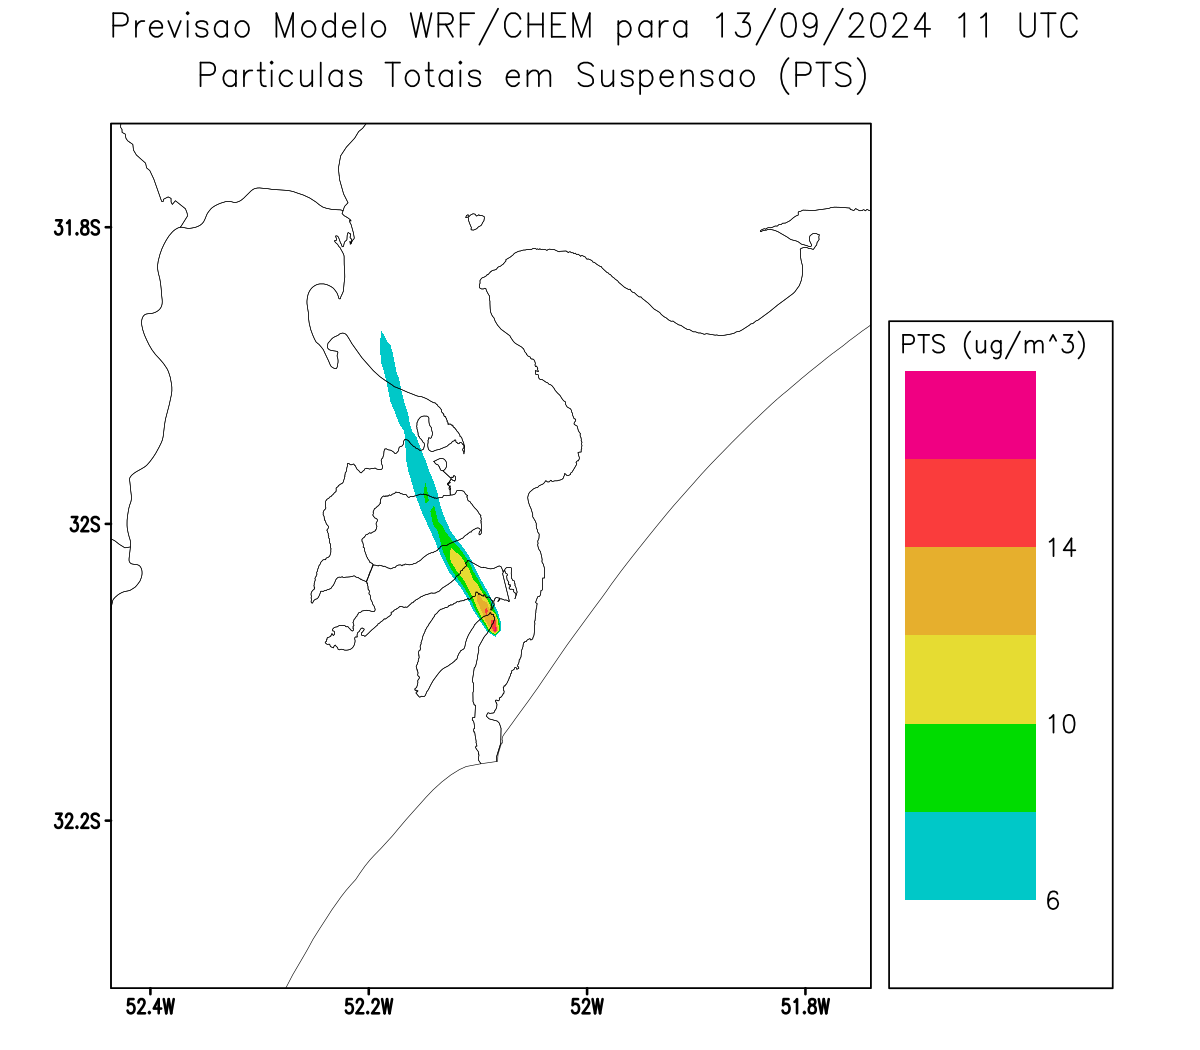 Previsao Modelo WRF/CHEM para 13/09/2024 11 UTC
Particulas Totais em Suspensao (PTS)
31.8S
32S
32.2S
52.4W
52.2W
52W
51.8W
PTS (ug/m^3)
14
10
6